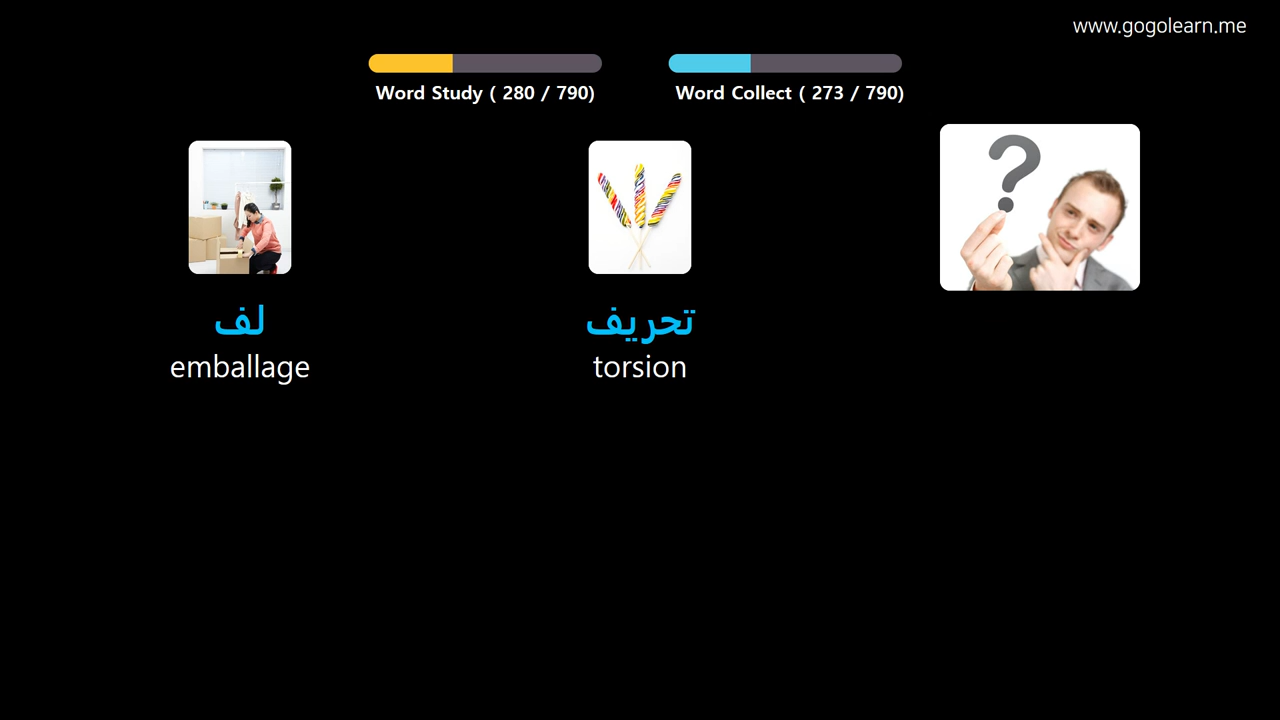 www.gogolearn.me
Word Study ( 280 / 790)
Word Collect ( 273 / 790)
لف
emballage
تحريف
torsion